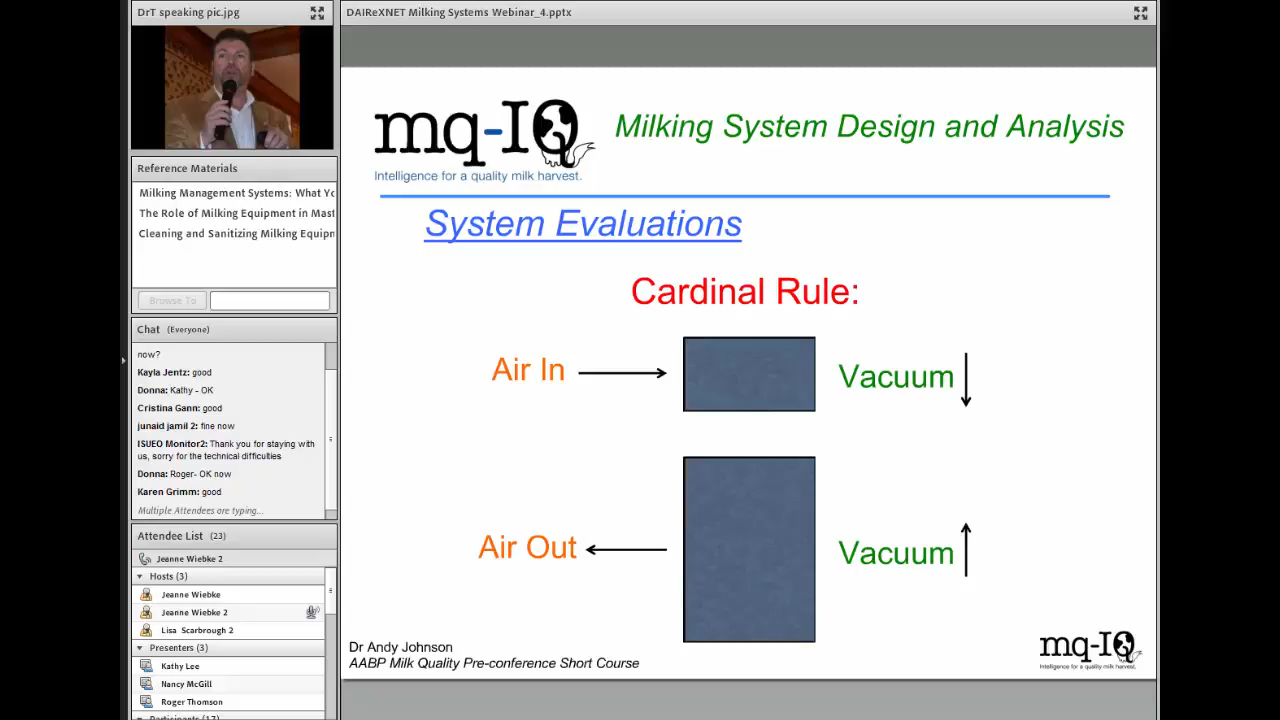 DrT speaking pic.jpg
Reference Materials
Milking Management Systems: What Yo
The Role of Milking Equipment in Mast
Cleaning and Sanitizing Milking Equipm
Browse To
Chat (Everyone)
now?
Kayla Jentz: good
Donna: Kathy - OK
Cristina Gann: good
junaid jamil 2: fine now
ISUEO Monitor2: Thank you for staying with
us, sorry for the technical difficulties
Donna: Roger- OK now
Karen Grimm: good
Multiple Attendees are typing...
Attendee List (23)
Jeanne Wiebke 2
Hosts (3)
Jeanne Wiebke
Jeanne Wiebke 2
Lisa Scarbrough 2
Presenters (3)
Kathy Lee
Nancy McGill
Roger Thomson
Participants (17)
DAIReXNET Milking Systems Webinar_4.pptx
mq-IQ
Intelligence for a quality milk harvest.
Milking System Design and Analysis
System Evaluations
Cardinal Rule:
Air In
Vacuum
Air Out
Vacuum
Dr Andy Johnson
AABP Milk Quality Pre-conference Short Course
mq-IQ
Intelligence for a quality milk harvest.